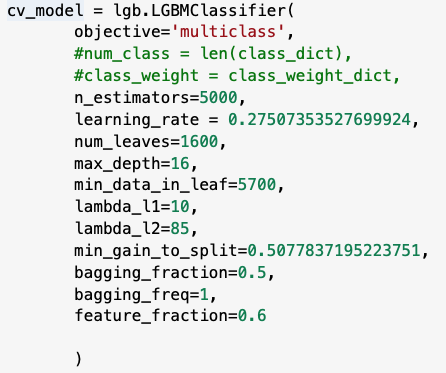 cv_model = lgb.LGBMClassifier(
        objective='multiclass',
        #num_class = len(class_dict),
        #class_weight = class_weight_dict,
        n_estimators=5000,
        learning_rate = 0.27507353527699924,
        num_leaves=1600,
        max_depth=16,
        min_data_in_leaf=5700,
        lambda_l1=10,
        lambda_l2=85,
        min_gain_to_split=0.5077837195223751,
        bagging_fraction=0.5,
        bagging_freq=1,
        feature_fraction=0.6
        )